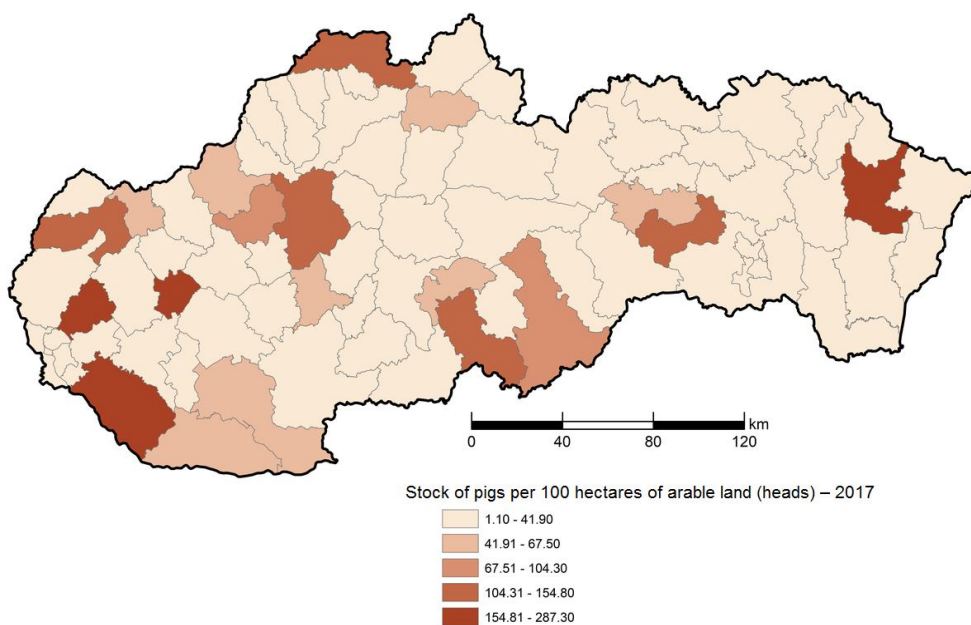 km
0 40 80 120
Stock of pigs per 100 hectares of arable land (heads) – 2017
1.10 - 41.90
41.91 - 67.50
67.51 - 104.30
104.31 - 154.80
154.81 - 287.30